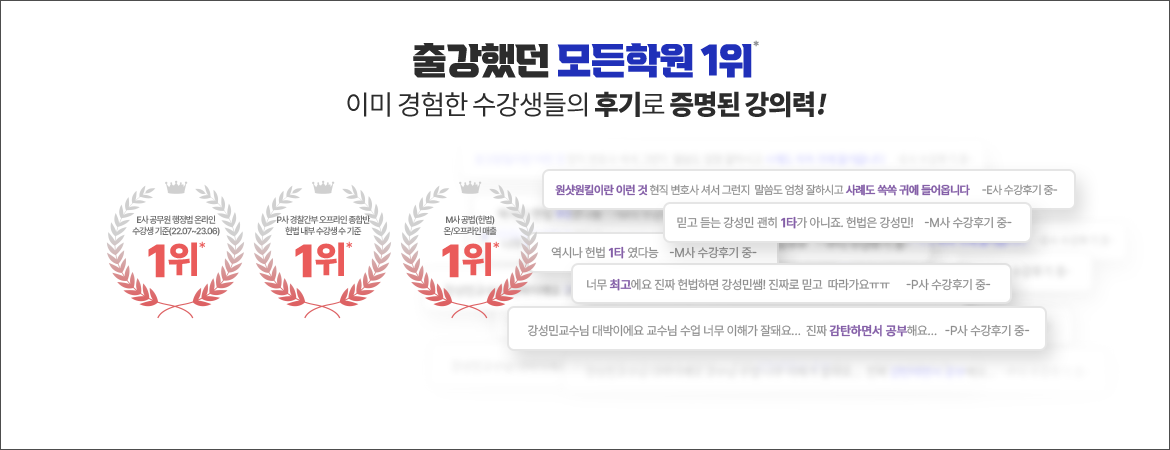 출강했던 모든학원 1위*
이미 경험한 수강생들의 후기로 증명된 강의력!
E사 공무원 행정법 온라인
수강생 기준(22.07~23.06)
1위*
P사 경찰간부 오프라인 종합반
헌법 내부 수강생 수 기준
1위*
M사 공법(헌법)
온/오프라인 매출
1위*
원샷원킬이란 이런 것 현직 변호사 셔서 그런지 말씀도 엄청 잘하시고 사례도 쏙쏙 귀에 들어옵니다 -E사 수강후기 중-
믿고 듣는 강성민 괜히 1타가 아니죠. 헌법은 강성민! -M사 수강후기 중-
역시나 헌법 1타 였다능 -M사 수강후기 중-
너무 최고에요 진짜 헌법하면 강성민쌤! 진짜로 믿고 따라가요ㅠㅠ -P사 수강후기 중-
강성민교수님 대박이에요 교수님 수업 너무 이해가 잘돼요... 진짜 감탄하면서 공부해요... -P사 수강후기 중-